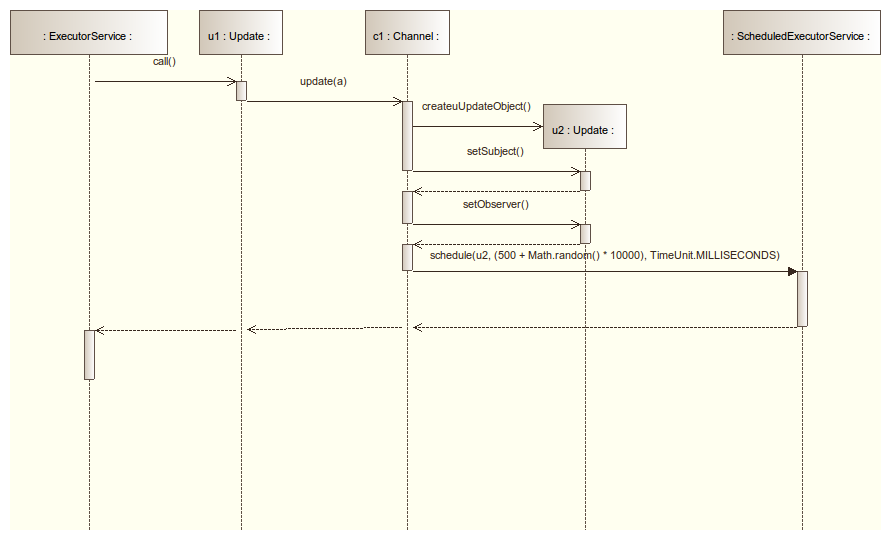 : ExecutorService :
u1 : Update :
c1 : Channel :
: ScheduledExecutorService :
call()
update(a)
createuUpdateObject()
u2 : Update :
setSubject()
setObserver()
schedule(u2, (500 + Math.random() * 10000), TimeUnit.MILLISECONDS)